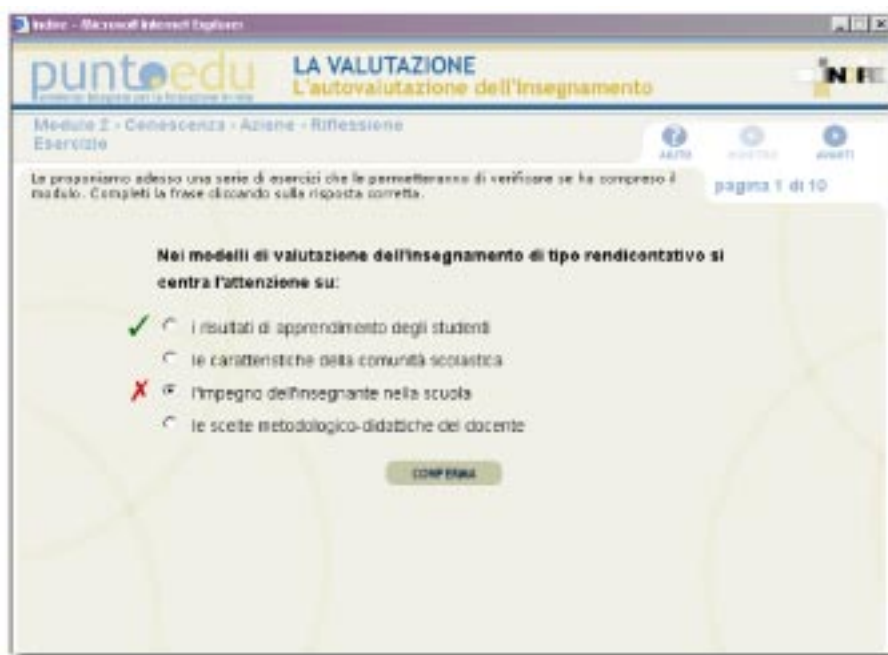 Indire - Microsoft Internet Explorer
puntoedu
LA VALUTAZIONE
L'autovalutazione dell'insegnamento
INDIRE
Modulo 2 - Conoscenza - Azione - Riflessione
Esercizio
AIUTO
INDIETRO
AVANTI
Le proponiamo adesso una serie di esercizi che le permetteranno di verificare se ha compreso il
modulo. Completi la frase cliccando sulla risposta corretta.
pagina 1 di 10
Nei modelli di valutazione dell'insegnamento di tipo rendicontativo si
centra l'attenzione su:
i risultati di apprendimento degli studenti
le caratteristiche della comunità scolastica
l'impegno dell'insegnante nella scuola
le scelte metodologico-didattiche del docente
CONFERMA